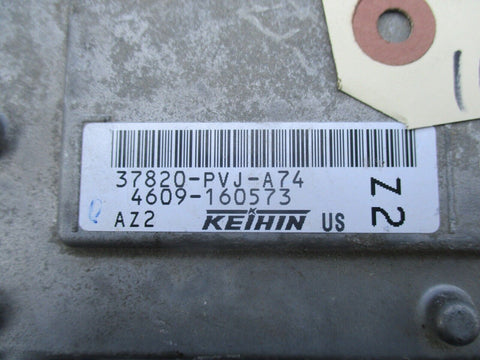 37820-PVJ-A74
4609-160573
AZ2 KEIHIN US
Z2